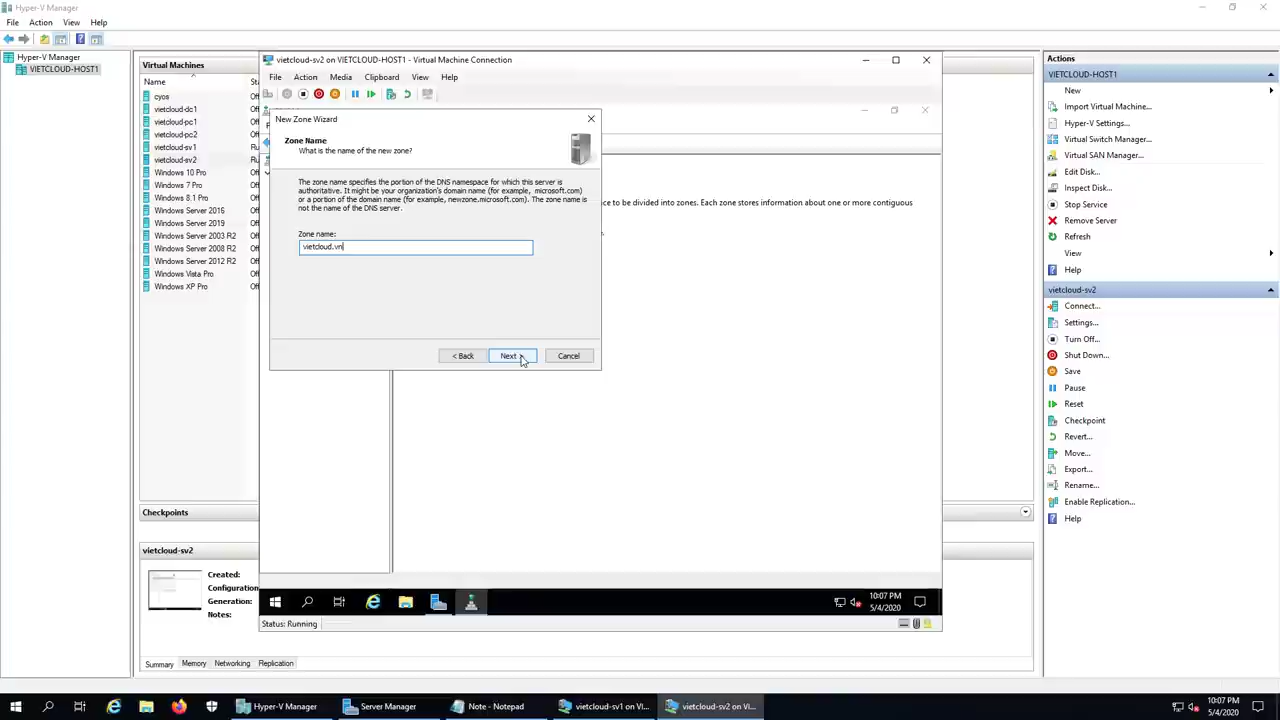 Hyper-V Manager
File Action View Help
Hyper-V Manager
VIETCLOUD-HOST1
Virtual Machines
Name
cyos
vietcloud-dc1
vietcloud-pc1
vietcloud-pc2
vietcloud-sv1
vietcloud-sv2
Windows 10 Pro
Windows 7 Pro
Windows 8.1 Pro
Windows Server 2016
Windows Server 2019
Windows Server 2003 R2
Windows Server 2008 R2
Windows Server 2012 R2
Windows Vista Pro
Windows XP Pro
Checkpoints
vietcloud-sv2
Created:
Configuration
Generation:
Notes:
Summary Memory Networking Replication
vietcloud-sv2 on VIETCLOUD-HOST1 - Virtual Machine Connection
File Action Media Clipboard View Help
New Zone Wizard
Zone Name
What is the name of the new zone?
The zone name specifies the portion of the DNS namespace for which this server is
authoritative. It might be your organization's domain name (for example, microsoft.com)
or a portion of the domain name (for example, newzone.microsoft.com). The zone name is
not the name of the DNS server.
Zone name:
vietcloud.vn
< Back Next > Cancel
ce to be divided into zones. Each zone stores information about one or more contiguous
10:07 PM
5/4/2020
Status: Running
Actions
VIETCLOUD-HOST1
New
Import Virtual Machine...
Hyper-V Settings...
Virtual Switch Manager...
Virtual SAN Manager...
Edit Disk...
Inspect Disk...
Stop Service
Remove Server
Refresh
View
Help
vietcloud-sv2
Connect...
Settings...
Turn Off...
Shut Down...
Save
Pause
Reset
Checkpoint
Revert...
Move...
Export...
Rename...
Enable Replication...
Help
Hyper-V Manager Server Manager Note - Notepad vietcloud-sv1 on VI... vietcloud-sv2 on VI...
10:07 PM
5/4/2020